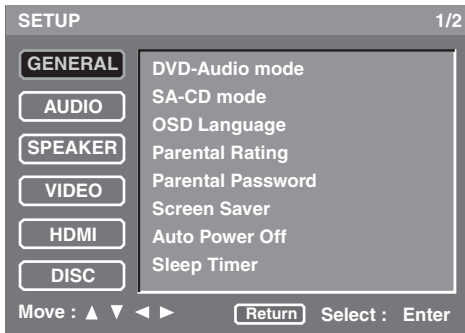 SETUP 1/2
GENERAL
AUDIO
SPEAKER
VIDEO
HDMI
DISC
DVD-Audio mode
SA-CD mode
OSD Language
Parental Rating
Parental Password
Screen Saver
Auto Power Off
Sleep Timer
Move : ▲ ▼ ◄ ► Return Select : Enter